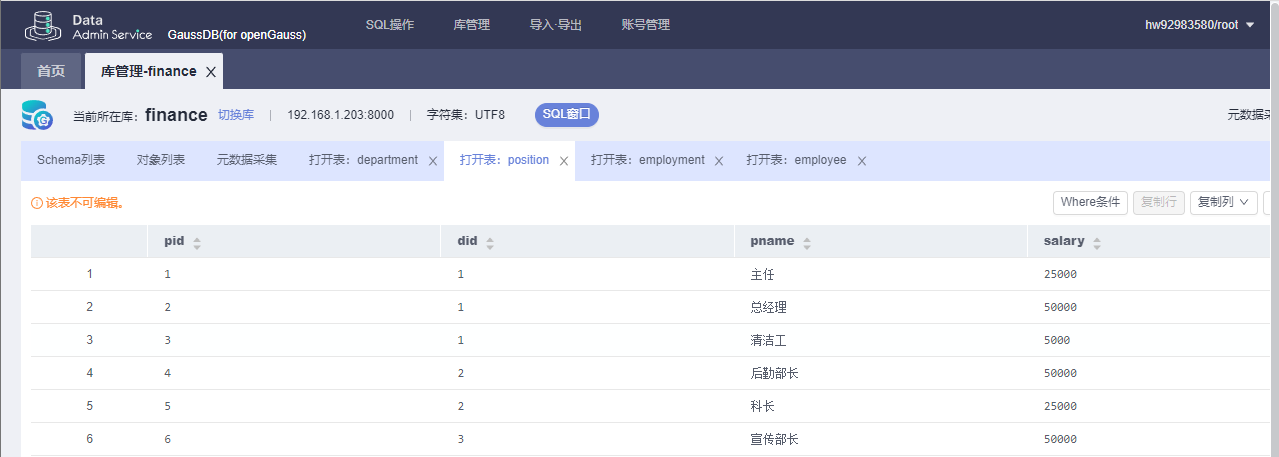 Data
Admin Service
GaussDB(for openGauss)
SQL操作 库管理 导入·导出 账号管理 hw92983580/root
首页 库管理-finance
当前所在库: finance 切换库 | 192.168.1.203:8000 | 字符集: UTF8 SQL窗口 元数据采
Schema列表 对象列表 元数据采集 打开表: department 打开表: position 打开表: employment 打开表: employee
该表不可编辑。 Where条件 复制行 复制列
pid did pname salary
1 1 1 主任 25000
2 2 1 总经理 50000
3 3 1 清洁工 5000
4 4 2 后勤部长 50000
5 5 2 科长 25000
6 6 3 宣传部长 50000